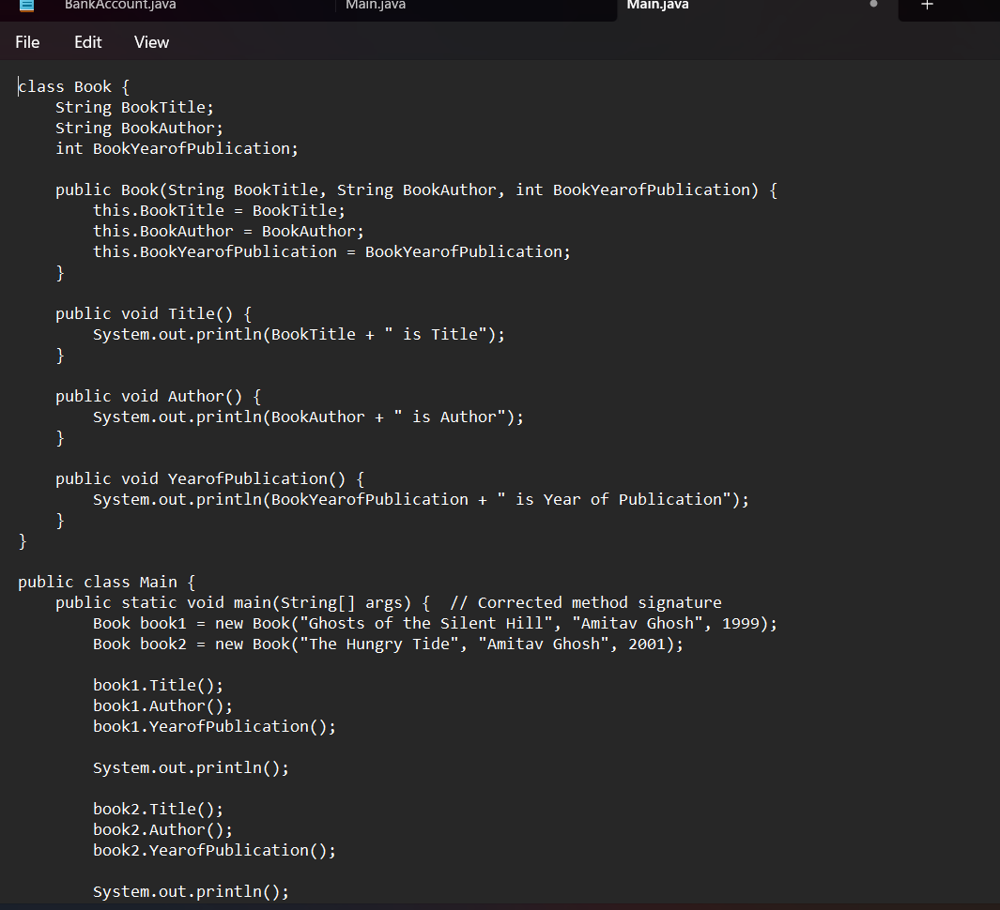 BankAccount.java Main.java Main.java
File Edit View
class Book {
    String BookTitle;
    String BookAuthor;
    int BookYearofPublication;

    public Book(String BookTitle, String BookAuthor, int BookYearofPublication) {
        this.BookTitle = BookTitle;
        this.BookAuthor = BookAuthor;
        this.BookYearofPublication = BookYearofPublication;
    }

    public void Title() {
        System.out.println(BookTitle + " is Title");
    }

    public void Author() {
        System.out.println(BookAuthor + " is Author");
    }

    public void YearofPublication() {
        System.out.println(BookYearofPublication + " is Year of Publication");
    }
}

public class Main {
    public static void main(String[] args) {  // Corrected method signature
        Book book1 = new Book("Ghosts of the Silent Hill", "Amitav Ghosh", 1999);
        Book book2 = new Book("The Hungry Tide", "Amitav Ghosh", 2001);

        book1.Title();
        book1.Author();
        book1.YearofPublication();

        System.out.println();

        book2.Title();
        book2.Author();
        book2.YearofPublication();

        System.out.println();